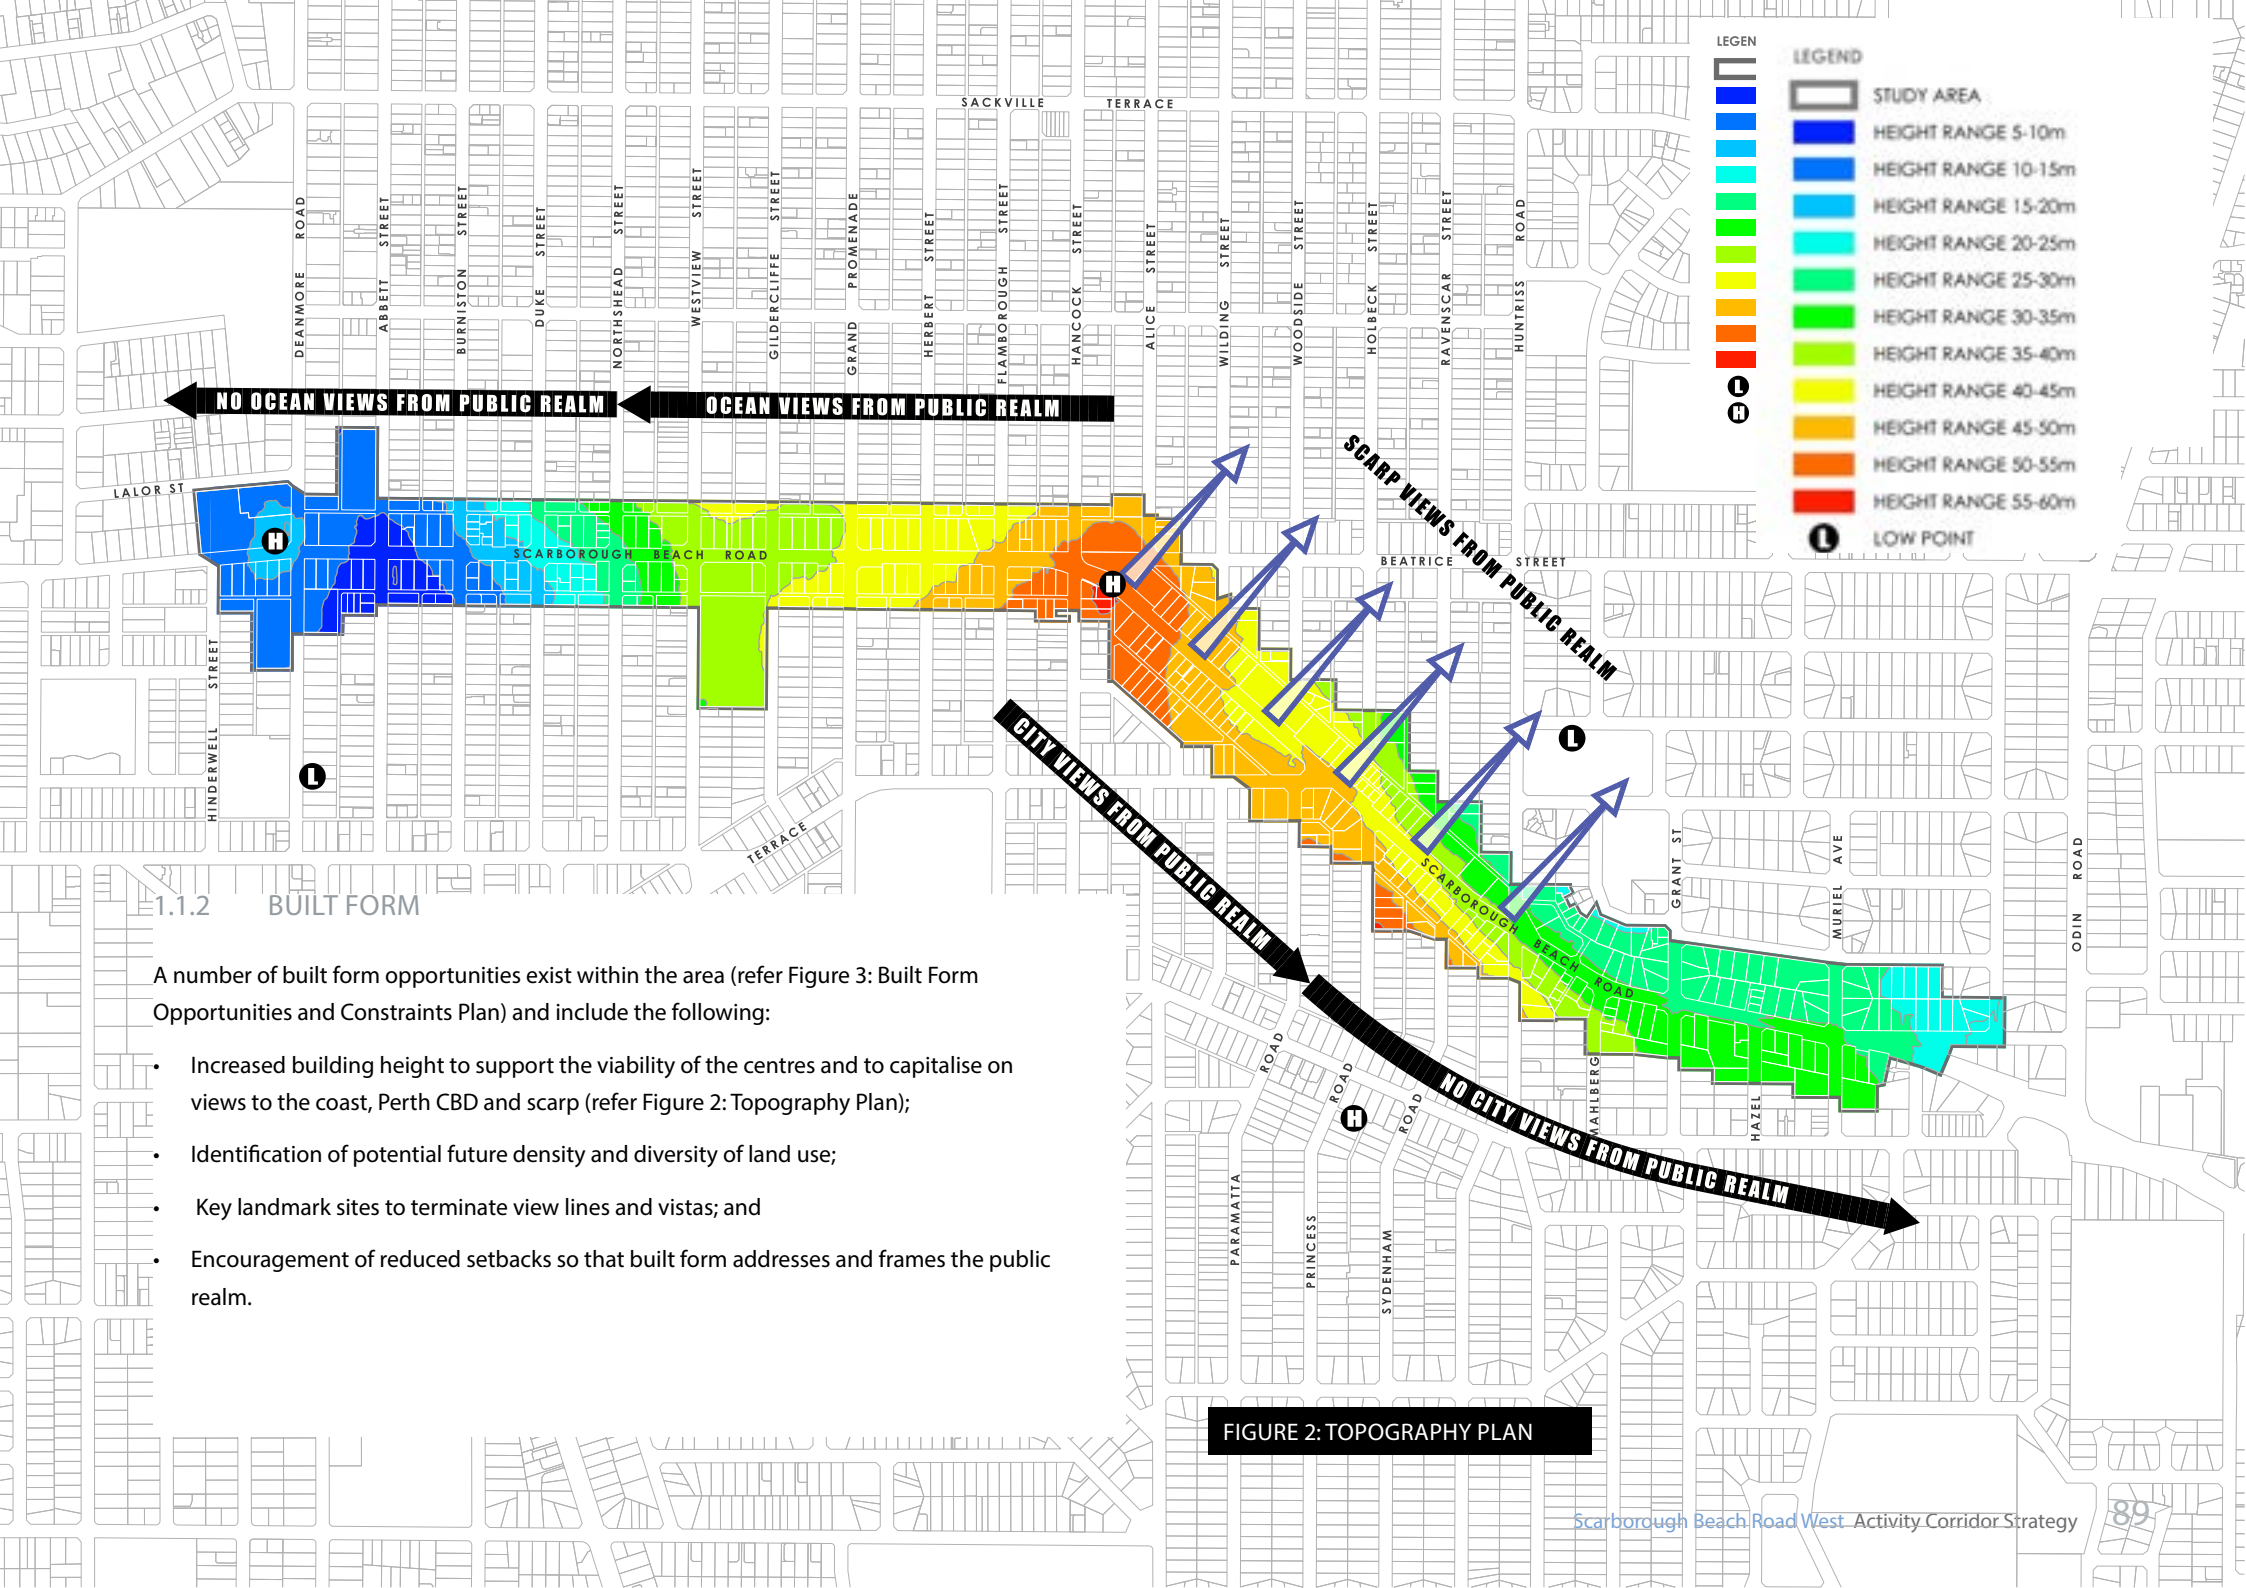 SACKVILLE TERRACE
LEGEN
LEGEND
STUDY AREA
HEIGHT RANGE 5-10m
HEIGHT RANGE 10-15m
HEIGHT RANGE 15-20m
HEIGHT RANGE 20-25m
HEIGHT RANGE 25-30m
HEIGHT RANGE 30-35m
HEIGHT RANGE 35-40m
HEIGHT RANGE 40-45m
HEIGHT RANGE 45-50m
HEIGHT RANGE 50-55m
HEIGHT RANGE 55-60m
L LOW POINT
L
H
DEANMORE ROAD
ABBETT STREET
BURNISTON STREET
DUKE STREET
NORTHSHEAD STREET
WESTVIEW STREET
GILDERCLIFFE STREET
GRAND PROMENADE
HERBERT STREET
FLAMBOROUGH STREET
HANCOCK STREET
ALICE STREET
WILDING STREET
WOODSIDE STREET
HOLBECK STREET
RAVENSCAR STREET
HUNTRISS ROAD
NO OCEAN VIEWS FROM PUBLIC REALM
OCEAN VIEWS FROM PUBLIC REALM
SCARP VIEWS FROM PUBLIC REALM
LALOR ST
H
SCARBOROUGH BEACH ROAD
H
BEATRICE STREET
HINDERWELL STREET
L
L
CITY VIEWS FROM PUBLIC REALM
TERRACE
SCARBOROUGH BEACH ROAD
GRANT ST
MURIEL AVE
ODIN ROAD
ROAD
ROAD
ROAD
H
MAHLBERG
HAZEL
NO CITY VIEWS FROM PUBLIC REALM
PARAMATTA
PRINCESS
SYDENHAM
1.1.2 BUILT FORM
A number of built form opportunities exist within the area (refer Figure 3: Built Form
Opportunities and Constraints Plan) and include the following:
• Increased building height to support the viability of the centres and to capitalise on
views to the coast, Perth CBD and scarp (refer Figure 2: Topography Plan);
• Identification of potential future density and diversity of land use;
• Key landmark sites to terminate view lines and vistas; and
• Encouragement of reduced setbacks so that built form addresses and frames the public
realm.
FIGURE 2: TOPOGRAPHY PLAN
Scarborough Beach Road West Activity Corridor Strategy 89